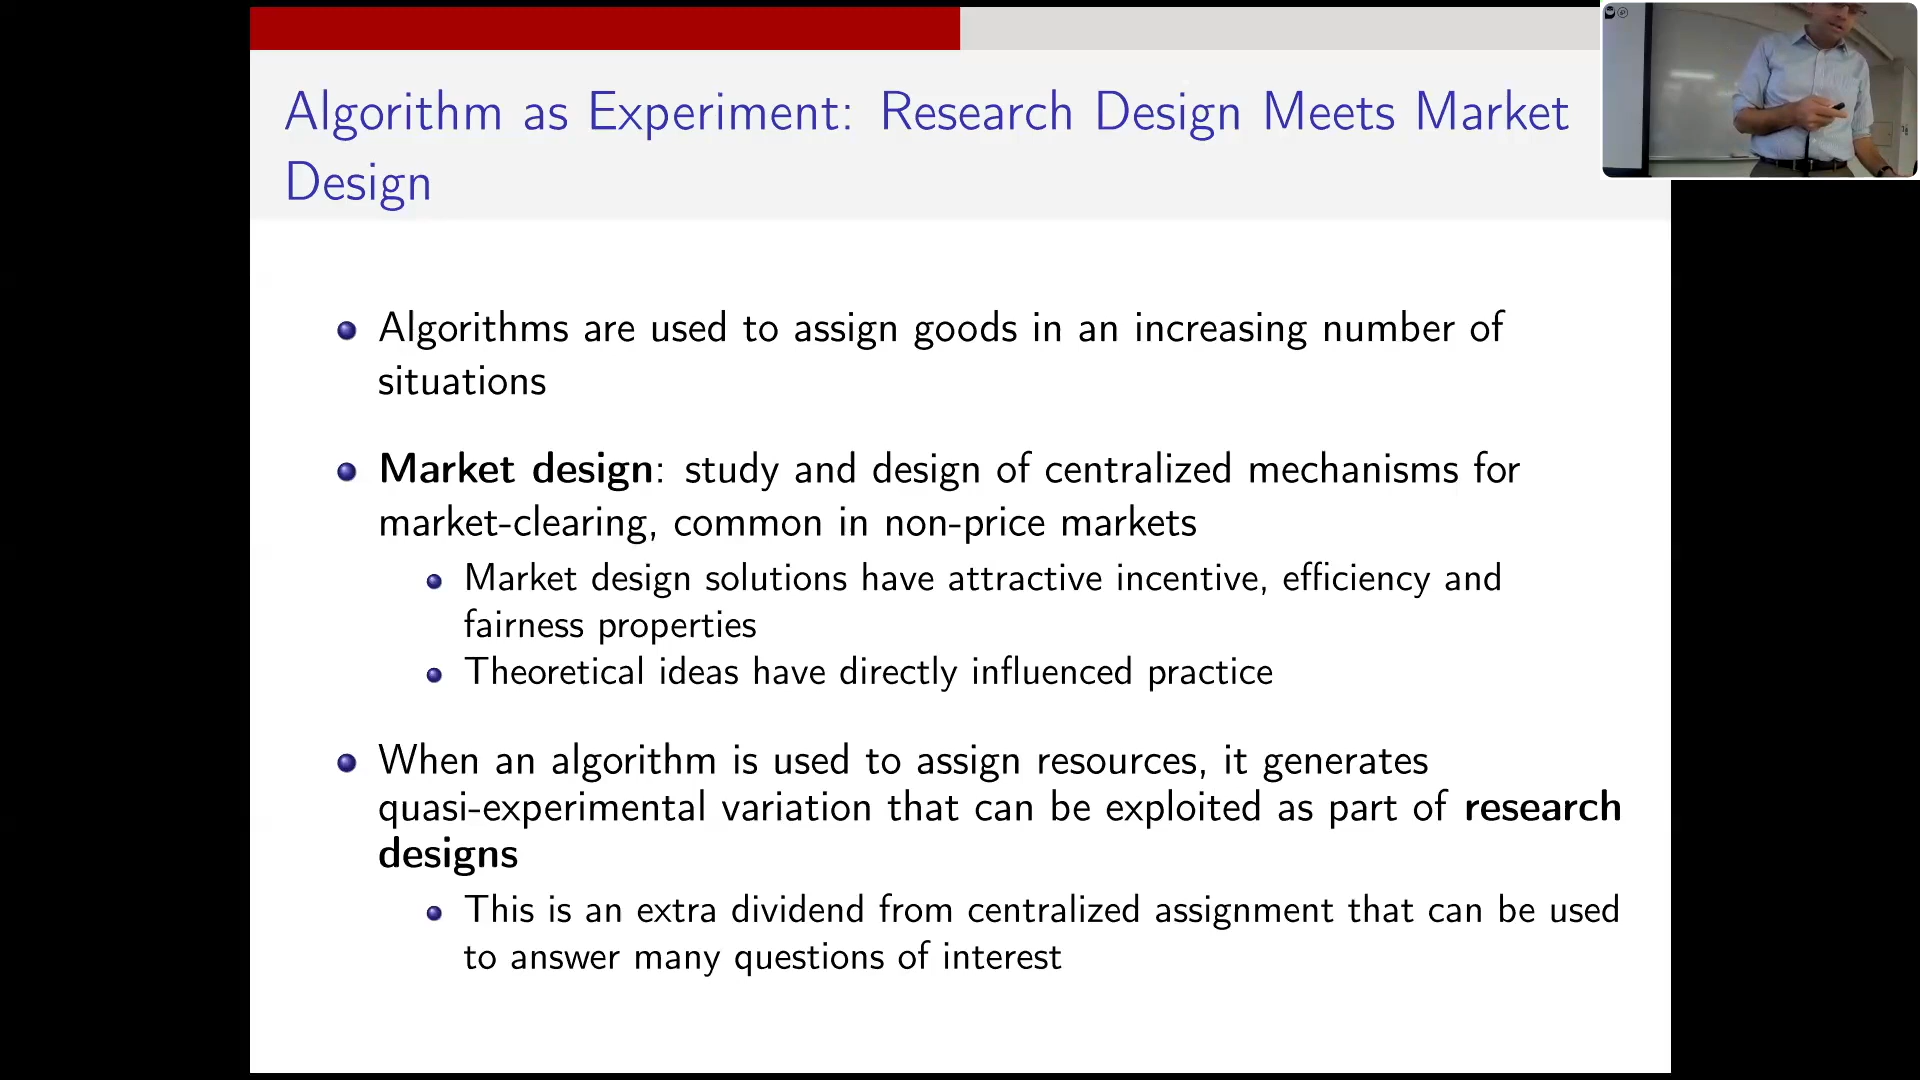 Algorithm as Experiment: Research Design Meets Market
Design
Algorithms are used to assign goods in an increasing number of
situations
Market design: study and design of centralized mechanisms for
market-clearing, common in non-price markets
Market design solutions have attractive incentive, efficiency and
fairness properties
Theoretical ideas have directly influenced practice
When an algorithm is used to assign resources, it generates
quasi-experimental variation that can be exploited as part of research
designs
This is an extra dividend from centralized assignment that can be used
to answer many questions of interest